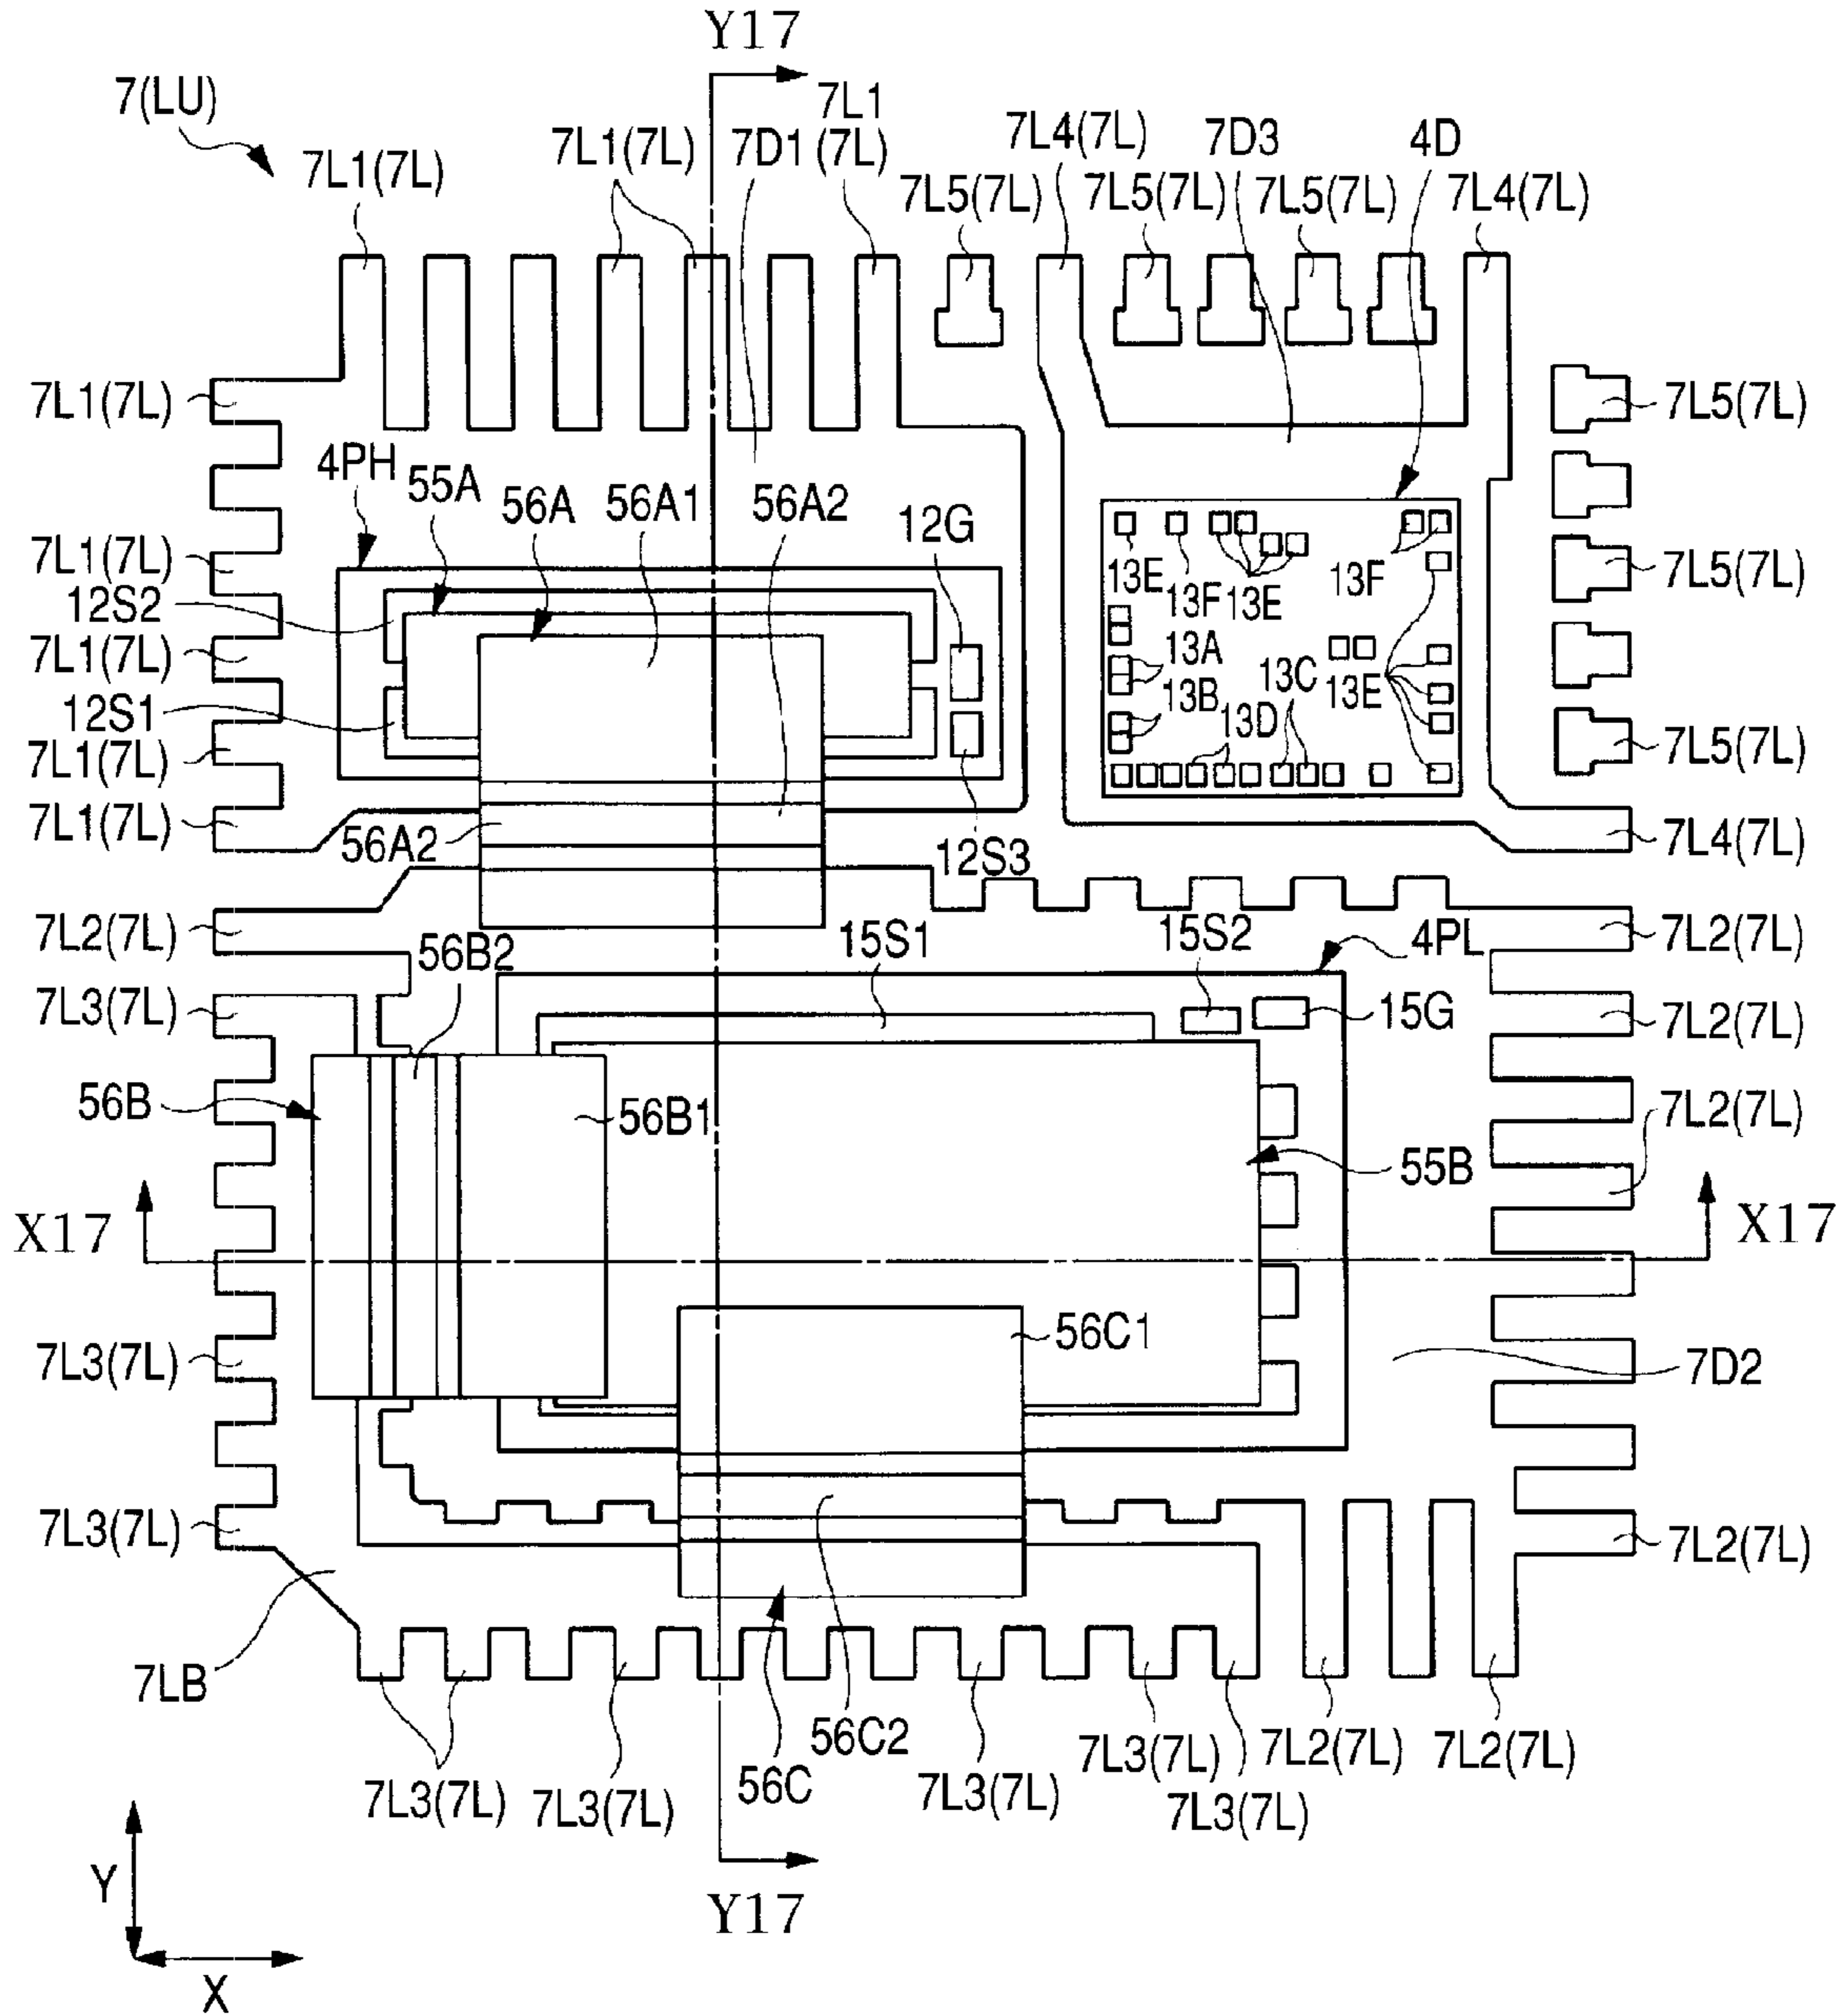 Y17
7(LU)
7L1(7L)
7L1(7L)
7D1
7L1
(7L)
7L4(7L)
7D3
4D
7L5(7L)
7L5(7L)
7L5(7L)
7L4(7L)
7L1(7L)
7L5(7L)
4PH
55A
56A
56A1
56A2
12G
7L1(7L)
13E
13F
13E
13F
7L5(7L)
12S2
7L1(7L)
13A
13C
12S1
13B
13E
7L1(7L)
13D
7L5(7L)
7L1(7L)
56A2
12S3
7L4(7L)
7L2(7L)
56B2
15S1
15S2
4PL
7L2(7L)
7L3(7L)
15G
7L2(7L)
56B
56B1
7L2(7L)
55B
X17
X17
56C1
7L3(7L)
7D2
7L3(7L)
7L2(7L)
7LB
56C2
7L3(7L)
7L2(7L)
7L2(7L)
7L3(7L)
7L3(7L)
56C
7L3(7L)
7L3(7L)
Y
Y17
X